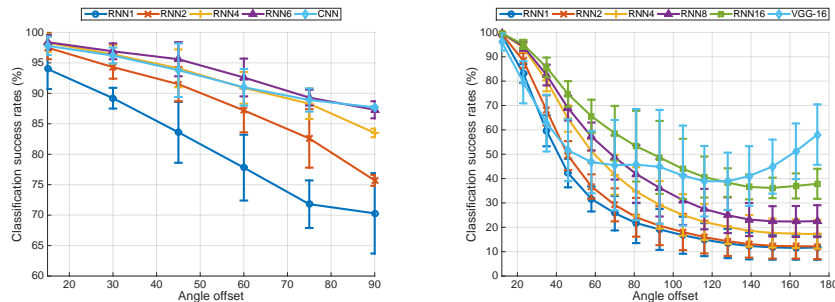 RNN1 RNN2 RNN4 RNN6 CNN
Classification success rates (%)
100
95
90
85
80
75
70
65
60
20 30 40 50 60 70 80 90
Angle offset
RNN1 RNN2 RNN4 RNN8 RNN16 VGG-16
Classification success rates (%)
100
90
80
70
60
50
40
30
20
10
0
20 40 60 80 100 120 140 160 180
Angle offset